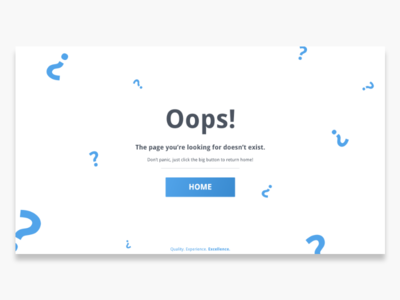 Oops!
The page you're looking for doesn't exist.
Don't panic, just click the big button to return home!
HOME
Quality. Experience. Excellence.